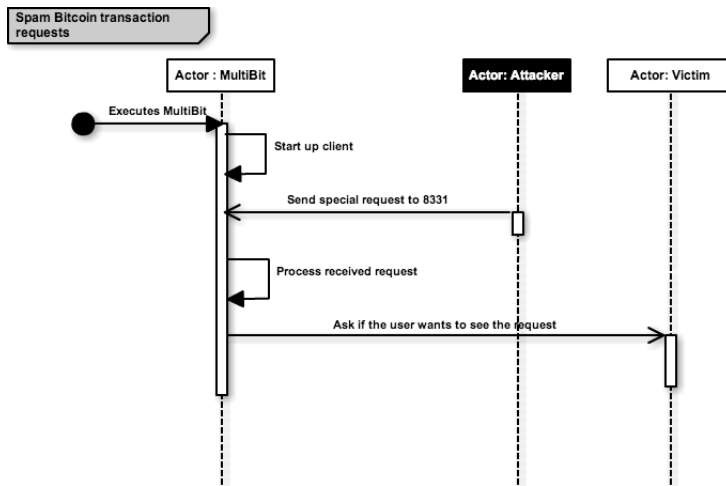 Spam Bitcoin transaction
requests
Actor : MultiBit
Actor: Attacker
Actor: Victim
Executes MultiBit
Start up client
Send special request to 8331
Process received request
Ask if the user wants to see the request